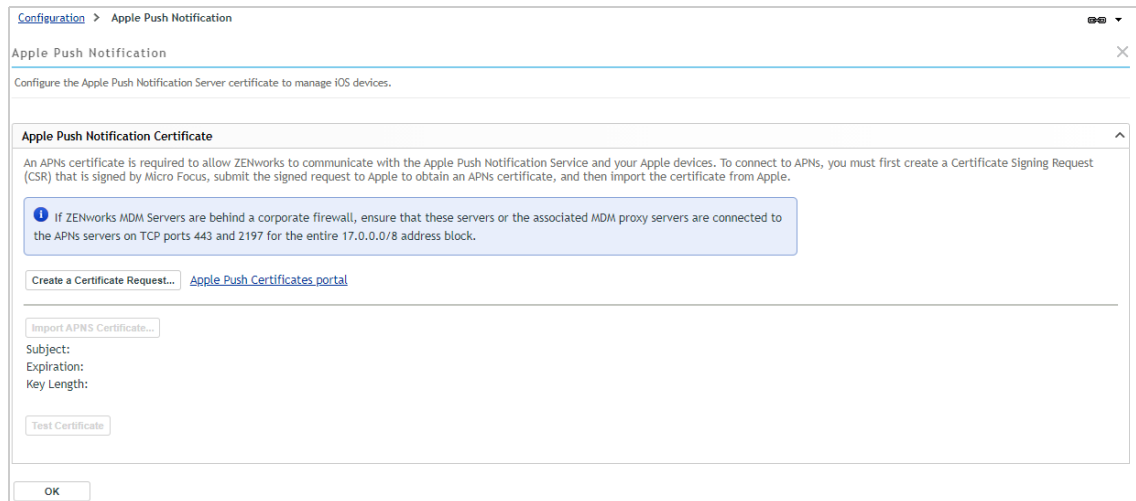 Configuration > Apple Push Notification
Apple Push Notification
Configure the Apple Push Notification Server certificate to manage iOS devices.
Apple Push Notification Certificate
An APNs certificate is required to allow ZENworks to communicate with the Apple Push Notification Service and your Apple devices. To connect to APNs, you must first create a Certificate Signing Request
(CSR) that is signed by Micro Focus, submit the signed request to Apple to obtain an APNs certificate, and then import the certificate from Apple.
If ZENworks MDM Servers are behind a corporate firewall, ensure that these servers or the associated MDM proxy servers are connected to
the APNs servers on TCP ports 443 and 2197 for the entire 17.0.0.0/8 address block.
Create a Certificate Request... Apple Push Certificates portal
Import APNS Certificate...
Subject:
Expiration:
Key Length:
Test Certificate
OK